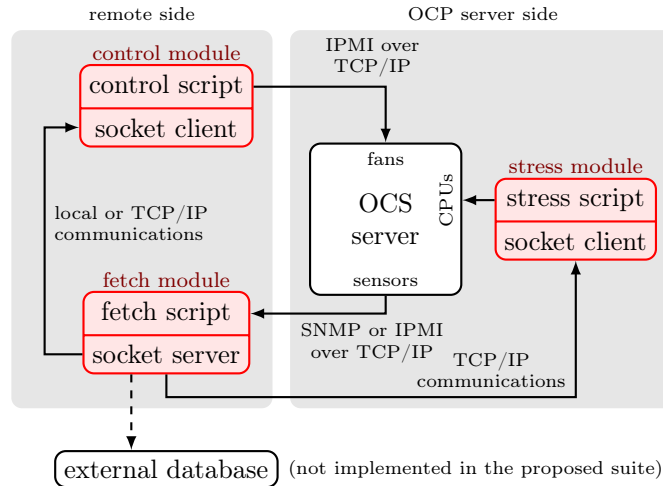 remote side
OCP server side
control module
control script
socket client
IPMI over
TCP/IP
fans
OCS
server
CPUs
sensors
stress module
stress script
socket client
local or TCP/IP
communications
fetch module
fetch script
socket server
SNMP or IPMI
over TCP/IP
TCP/IP
communications
external database
(not implemented in the proposed suite)